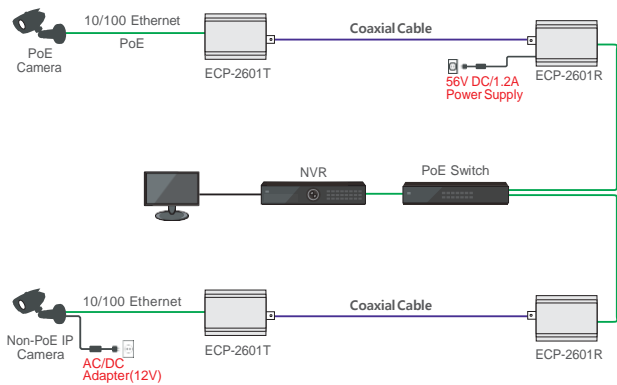 10/100 Ethernet
PoE
PoE
Camera
ECP-2601T
Coaxial Cable
56V DC/1.2A
Power Supply
ECP-2601R
NVR
PoE Switch
10/100 Ethernet
Non-PoE IP
Camera
AC/DC
Adapter(12V)
ECP-2601T
Coaxial Cable
ECP-2601R